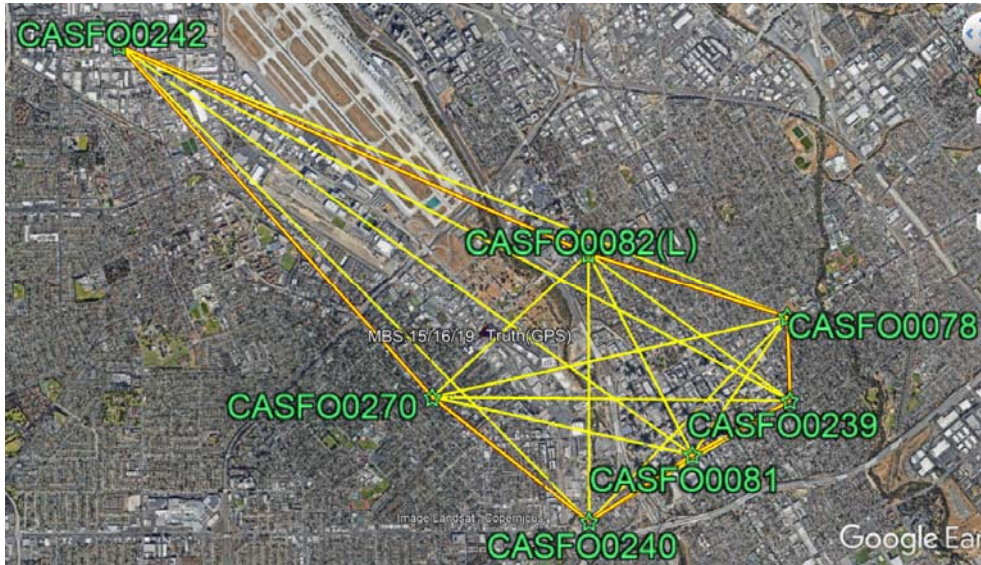 CASFO0242
CASFO0082(L)
CASFO0078
MBS 15/16/19 Truth(GPS)
CASFO0270
CASFO0239
CASFO0081
Image Landsat / Copernicus
CASFO0240
Google Ear